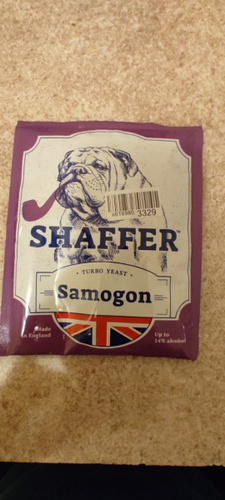 3329
SHAFFER
· TURBO YEAST ·
Samogon
Made
in England
Up to
14% alcohol